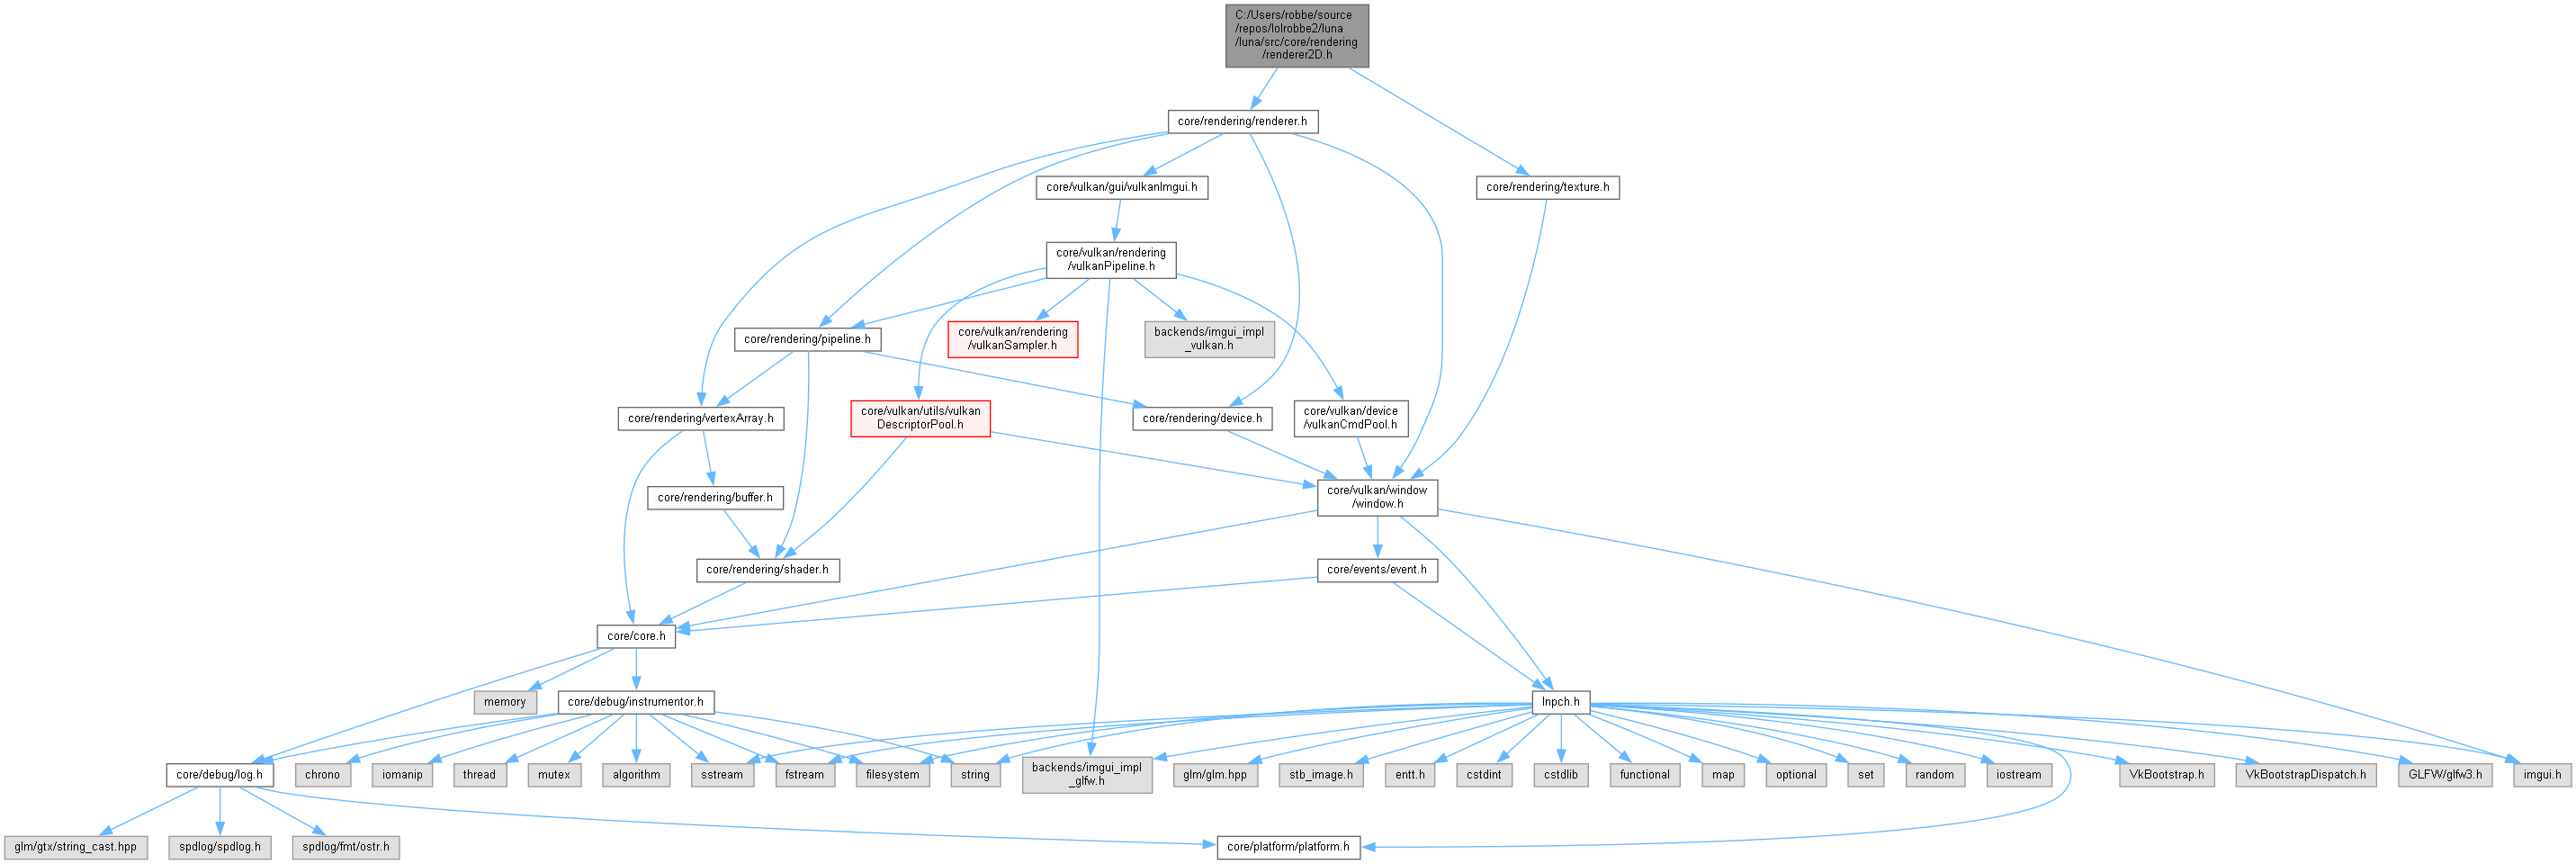 C:/Users/robbe/source
/repos/lolrobbe2/luna
/luna/src/core/rendering
/renderer2D.h
core/rendering/renderer.h
core/vulkan/gui/vulkanImgui.h
core/rendering/texture.h
core/vulkan/rendering
/vulkanPipeline.h
core/rendering/pipeline.h
core/vulkan/rendering
/vulkanSampler.h
backends/imgui_impl
_vulkan.h
core/rendering/vertexArray.h
core/vulkan/utils/vulkan
DescriptorPool.h
core/rendering/device.h
core/vulkan/device
/vulkanCmdPool.h
core/rendering/buffer.h
core/vulkan/window
/window.h
core/rendering/shader.h
core/events/event.h
core/core.h
memory
core/debug/instrumentor.h
lnpch.h
core/debug/log.h
chrono
iomanip
thread
mutex
algorithm
sstream
fstream
filesystem
string
backends/imgui_impl
_glfw.h
glm/glm.hpp
stb_image.h
entt.h
cstdint
cstdlib
functional
map
optional
set
random
iostream
VkBootstrap.h
VkBootstrapDispatch.h
GLFW/glfw3.h
imgui.h
glm/gtx/string_cast.hpp
spdlog/spdlog.h
spdlog/fmt/ostr.h
core/platform/platform.h